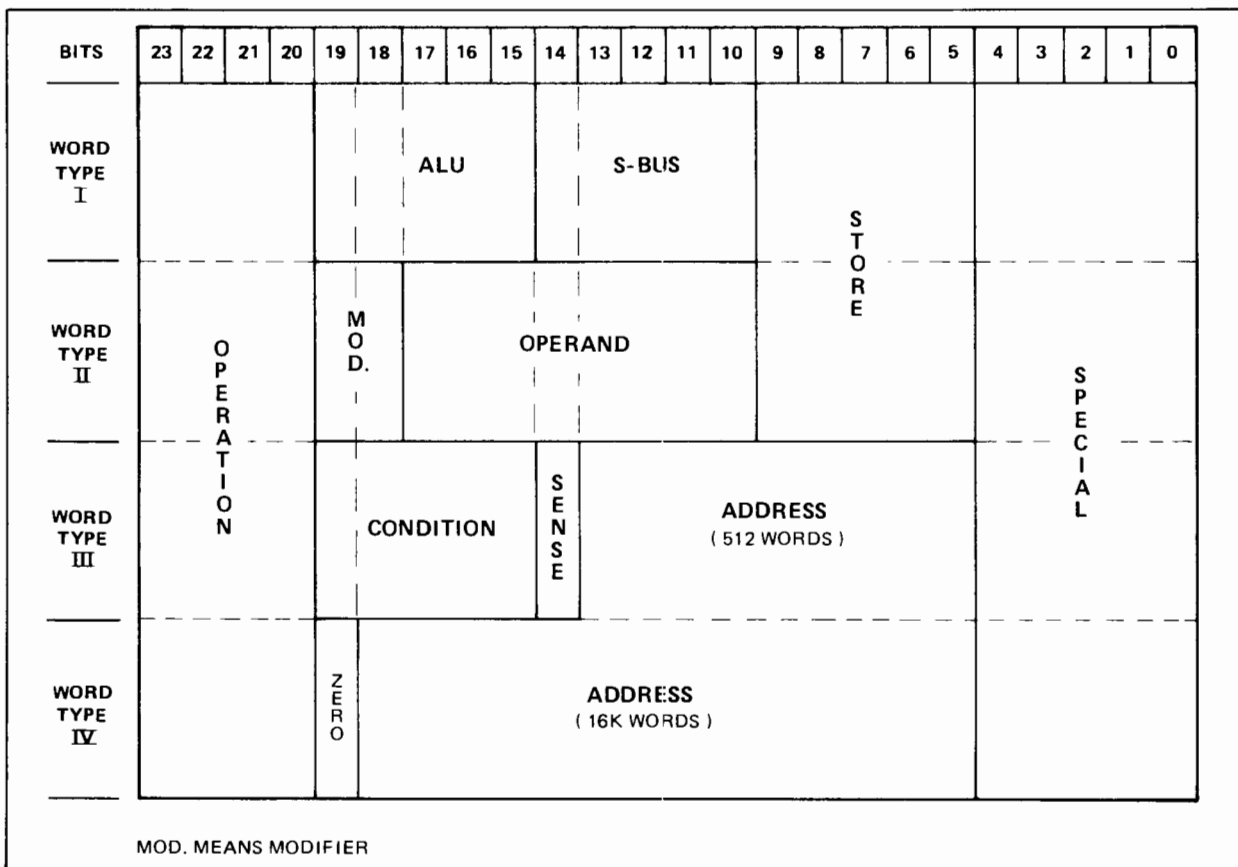 BITS 23 22 21 20 19 18 17 16 15 14 13 12 11 10 9 8 7 6 5 4 3 2 1 0
WORD
TYPE
I
ALU
S-BUS
STORE
WORD
TYPE
II
OPERATION
MOD.
OPERAND
SPECIAL
WORD
TYPE
III
CONDITION
SENSE
ADDRESS
( 512 WORDS )
WORD
TYPE
IV
ZERO
ADDRESS
( 16K WORDS )
MOD. MEANS MODIFIER